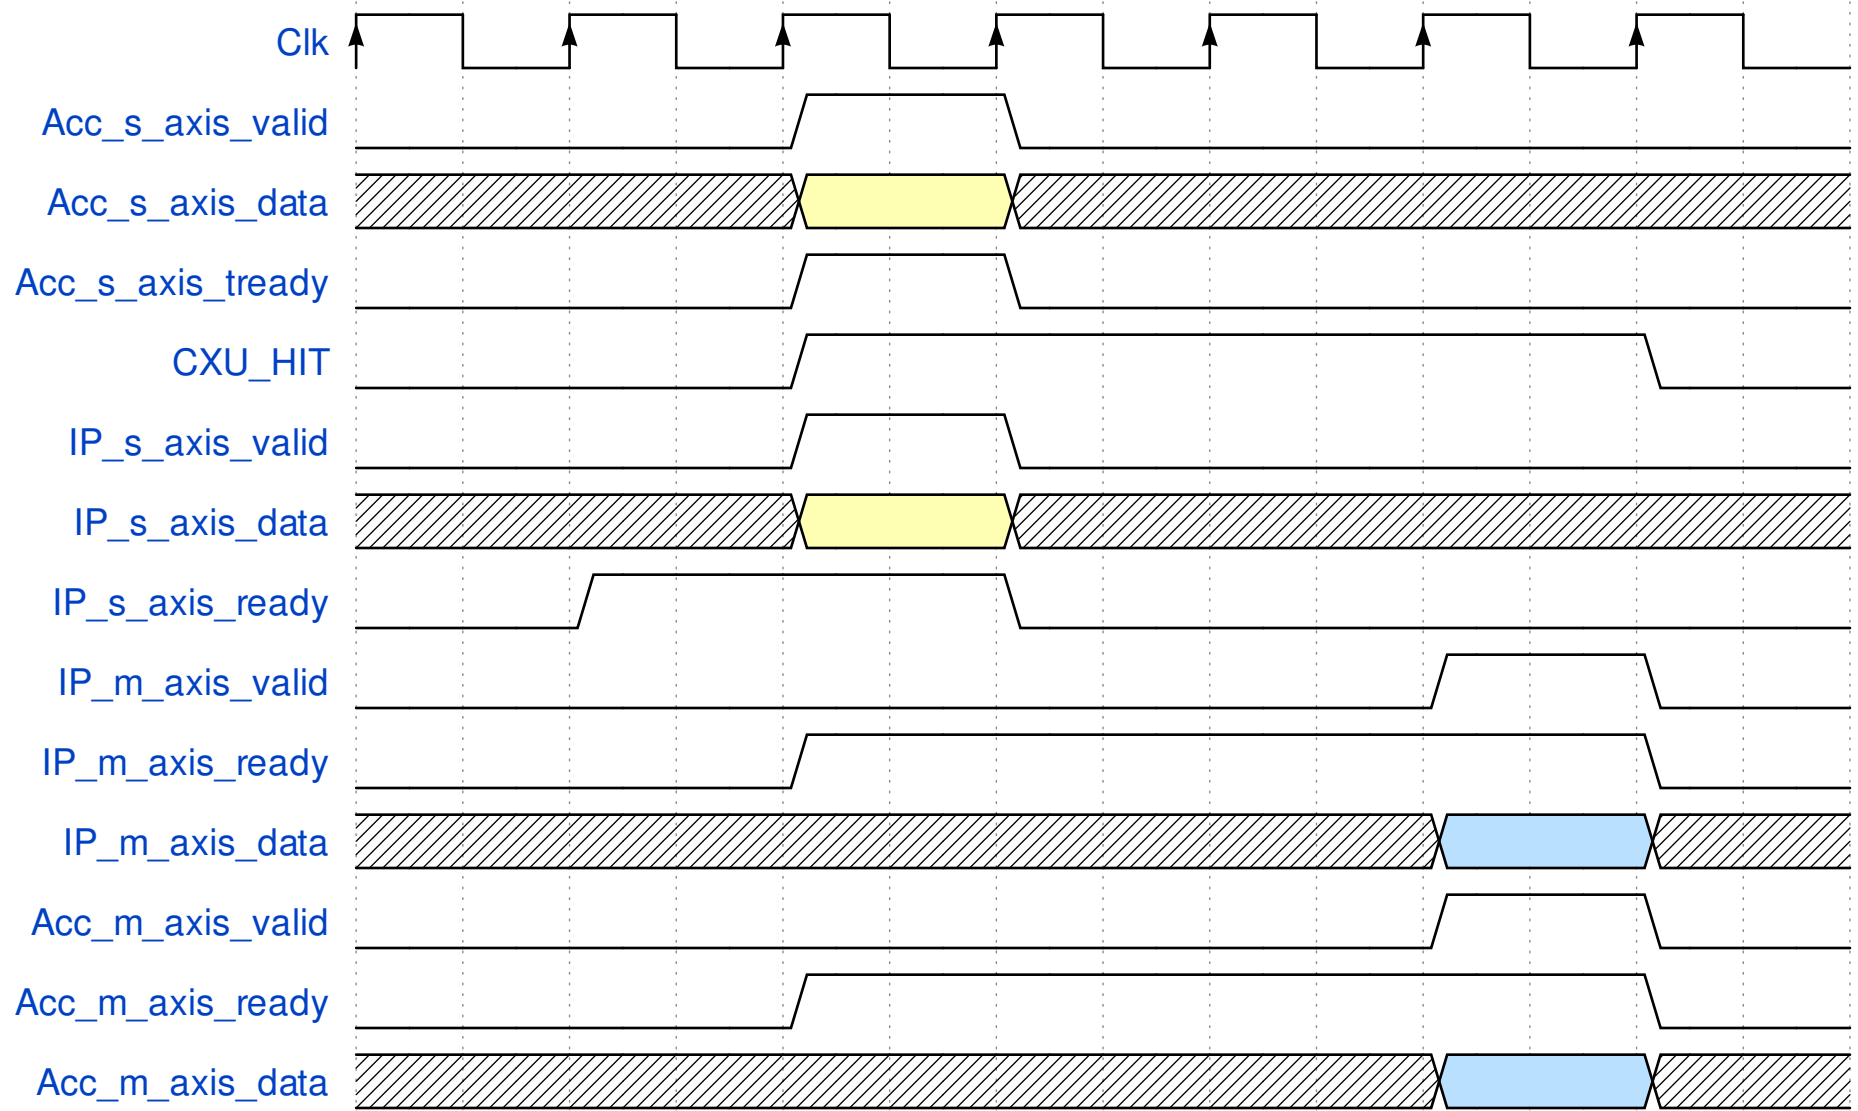 Clk
Acc_s_axis_valid
Acc_s_axis_data
Acc_s_axis_tready
CXU_HIT
IP_s_axis_valid
IP_s_axis_data
IP_s_axis_ready
IP_m_axis_valid
IP_m_axis_ready
IP_m_axis_data
Acc_m_axis_valid
Acc_m_axis_ready
Acc_m_axis_data